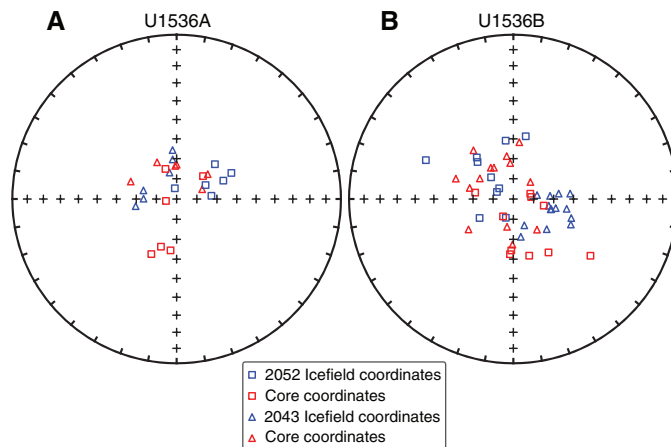 A
U1536A
B
U1536B
2052 Icefield coordinates
Core coordinates
2043 Icefield coordinates
Core coordinates